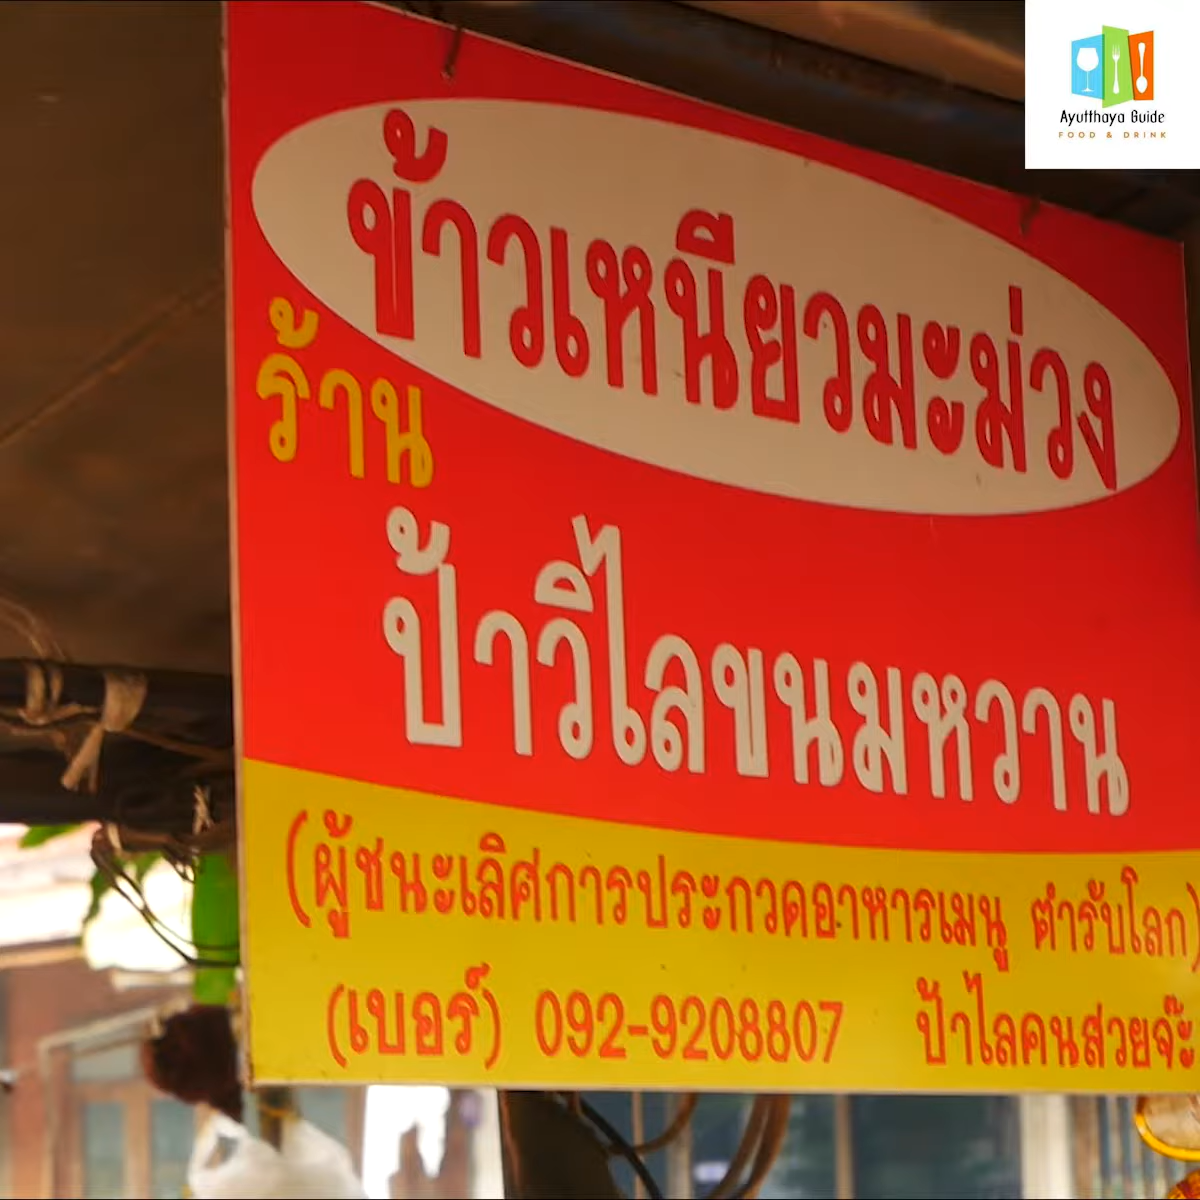 Ayutthaya Guide
FOOD & DRINK
ข้าวเหนียวมะม่วง
ร้าน
ป้าวิไลขนมหวาน
(ผู้ชนะเลิศการประกวดอาหารเมนู ตำรับโลก)
(เบอร์) 092-9208807 ป้าไลคนสวยจ๊ะ